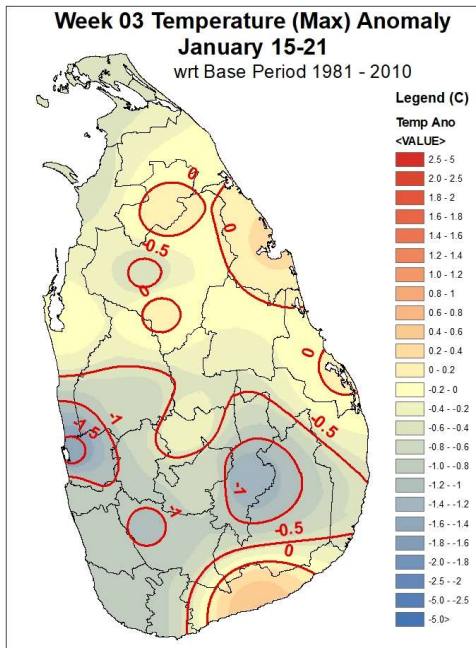 Week 03 Temperature (Max) Anomaly
January 15-21
wrt Base Period 1981 - 2010
Legend (C)
Temp Ano
<VALUE>
2.5 - 5
2.0 - 2.5
1.8 - 2
1.6 - 1.8
1.4 - 1.6
1.2 - 1.4
1.0 - 1.2
0.8 - 1
0.6 - 0.8
0.4 - 0.6
0.2 - 0.4
0 - 0.2
-0.2 - 0
-0.4 - -0.2
-0.6 - -0.4
-0.8 - -0.6
-1.0 - -0.8
-1.2 - -1
-1.4 - -1.2
-1.6 - -1.4
-1.8 - -1.6
-2.0 - -1.8
-2.5 - -2
-5.0 - -2.5
-5.0>
0
0
-0.5
0
0
-0.5
-1
-1.5
-1
-1
-0.5
0